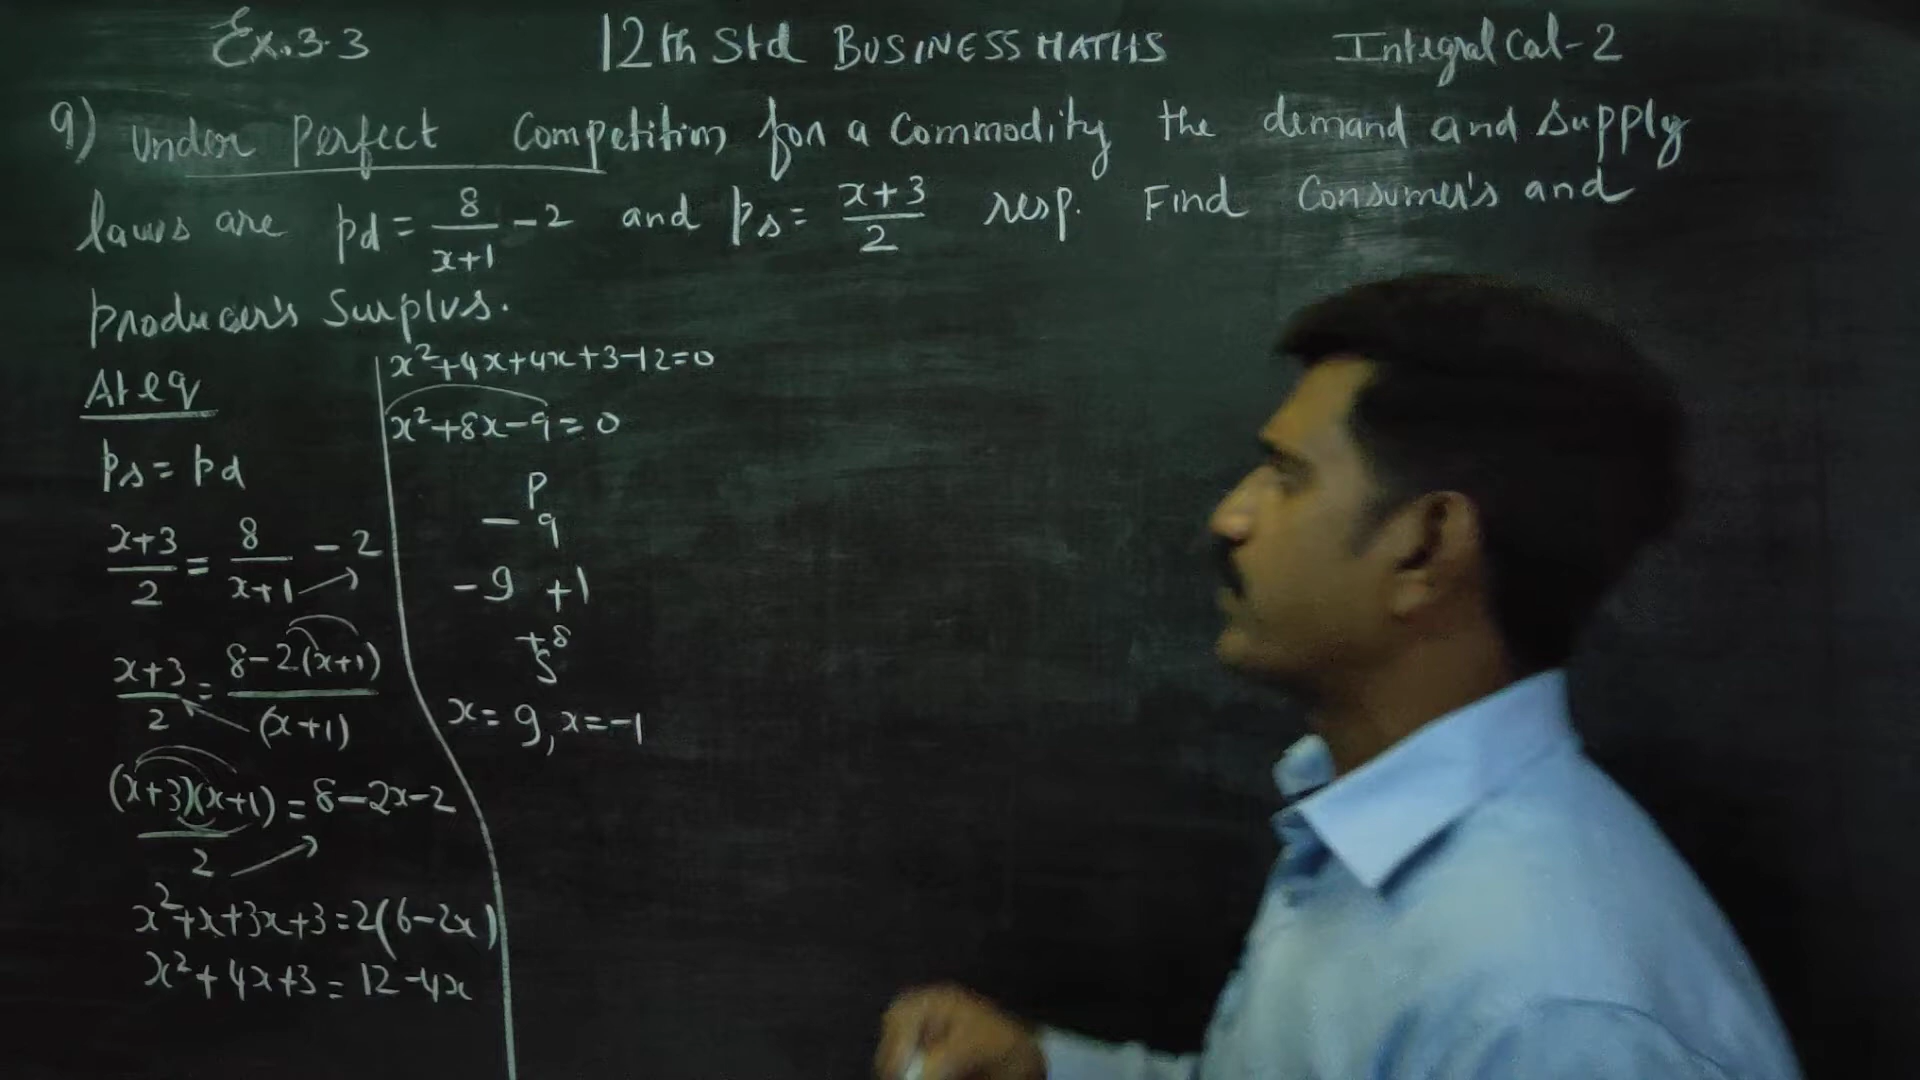 Ex.3.3 12th Std BUSINESS MATHS Integral Cal-2
9) Under Perfect Competition for a Commodity the demand and Supply
laws are pd = 8/(x+1) - 2 and ps = (x+3)/2 resp. Find Consumer's and
Producer's Surplus.
At eq
ps = pd
(x+3)/2 = 8/(x+1) - 2
(x+3)/2 = (8-2(x+1))/(x+1)
(x+3)(x+1)/2 = 8-2x-2
x²+x+3x+3 = 2(6-2x)
x²+4x+3 = 12-4x
x²+4x+4x+3-12=0
x²+8x-9=0
P
-9
-9 +1
+8
S
x = 9, x = -1